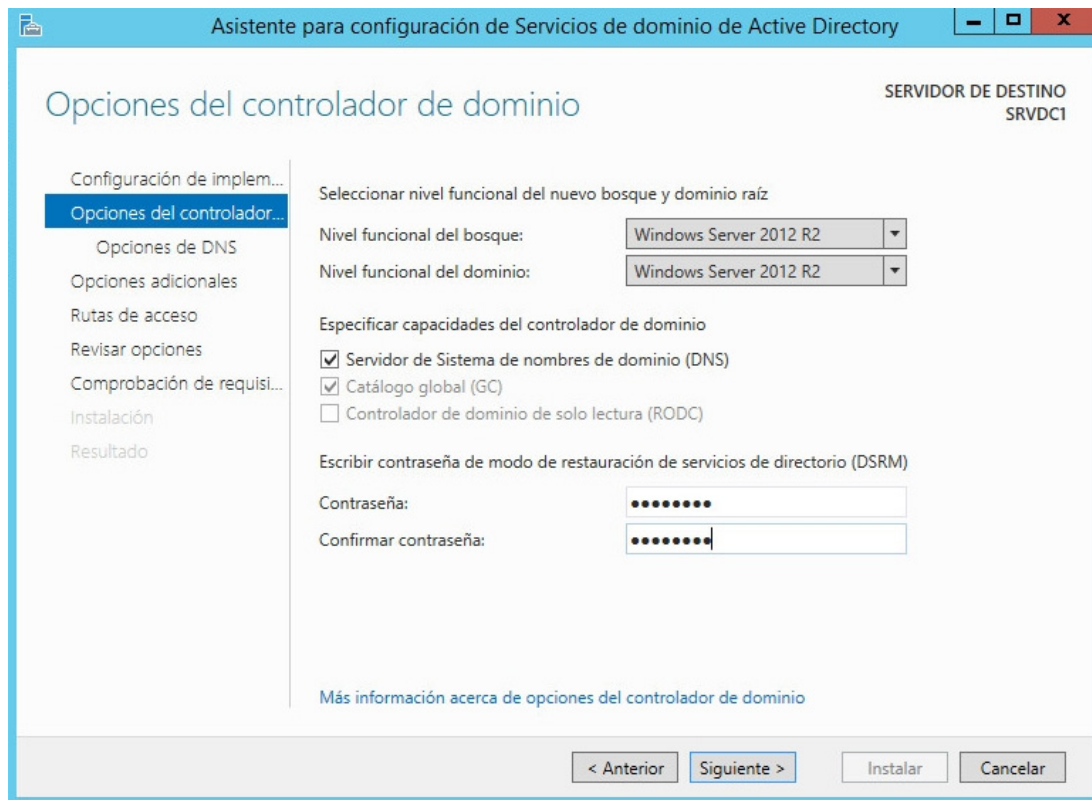 Asistente para configuración de Servicios de dominio de Active Directory
Opciones del controlador de dominio
SERVIDOR DE DESTINO
SRVDC1
Configuración de implem...
Opciones del controlador...
Opciones de DNS
Opciones adicionales
Rutas de acceso
Revisar opciones
Comprobación de requisi...
Instalación
Resultado
Seleccionar nivel funcional del nuevo bosque y dominio raíz
Nivel funcional del bosque: Windows Server 2012 R2
Nivel funcional del dominio: Windows Server 2012 R2
Especificar capacidades del controlador de dominio
Servidor de Sistema de nombres de dominio (DNS)
Catálogo global (GC)
Controlador de dominio de solo lectura (RODC)
Escribir contraseña de modo de restauración de servicios de directorio (DSRM)
Contraseña: ●●●●●●●●
Confirmar contraseña: ●●●●●●●●
Más información acerca de opciones del controlador de dominio
< Anterior Siguiente > Instalar Cancelar